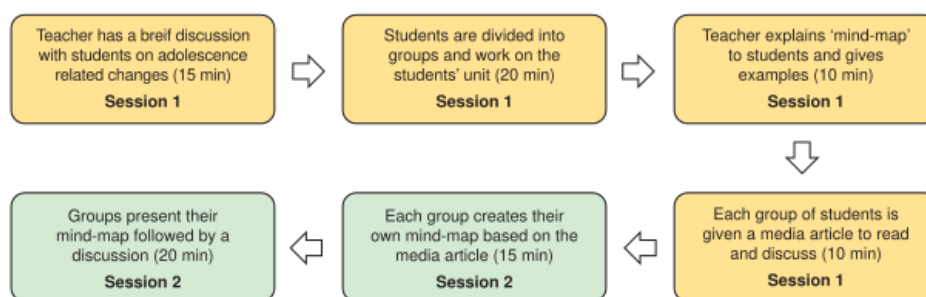 Teacher has a breif discussion
with students on adolescence
related changes (15 min)
Session 1
Students are divided into
groups and work on the
students' unit (20 min)
Session 1
Teacher explains 'mind-map'
to students and gives
examples (10 min)
Session 1
Each group of students is
given a media article to read
and discuss (10 min)
Session 1
Each group creates their
own mind-map based on the
media article (15 min)
Session 2
Groups present their
mind-map followed by a
discussion (20 min)
Session 2